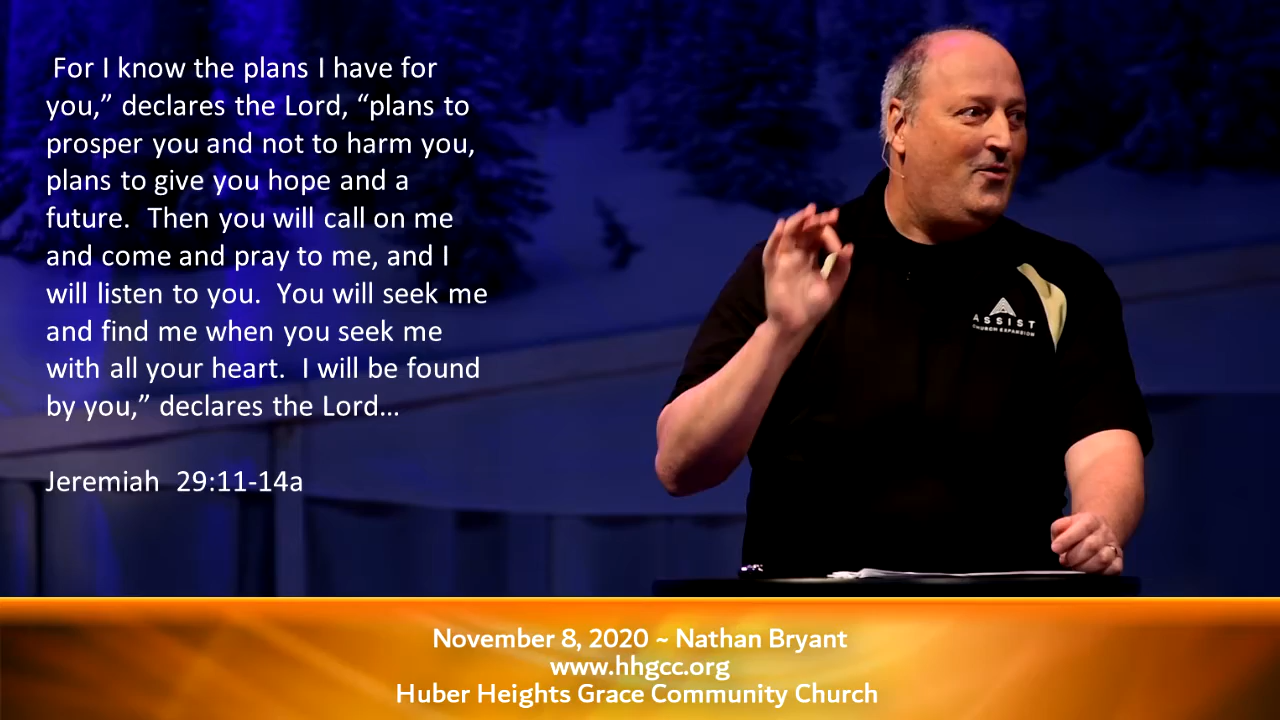 For I know the plans I have for
you,” declares the Lord, “plans to
prosper you and not to harm you,
plans to give you hope and a
future.  Then you will call on me
and come and pray to me, and I
will listen to you.  You will seek me
and find me when you seek me
with all your heart.  I will be found
by you,” declares the Lord…
Jeremiah  29:11-14a
ASSIST
CHURCH EXPANSION
November 8, 2020 ~ Nathan Bryant
www.hhgcc.org
Huber Heights Grace Community Church